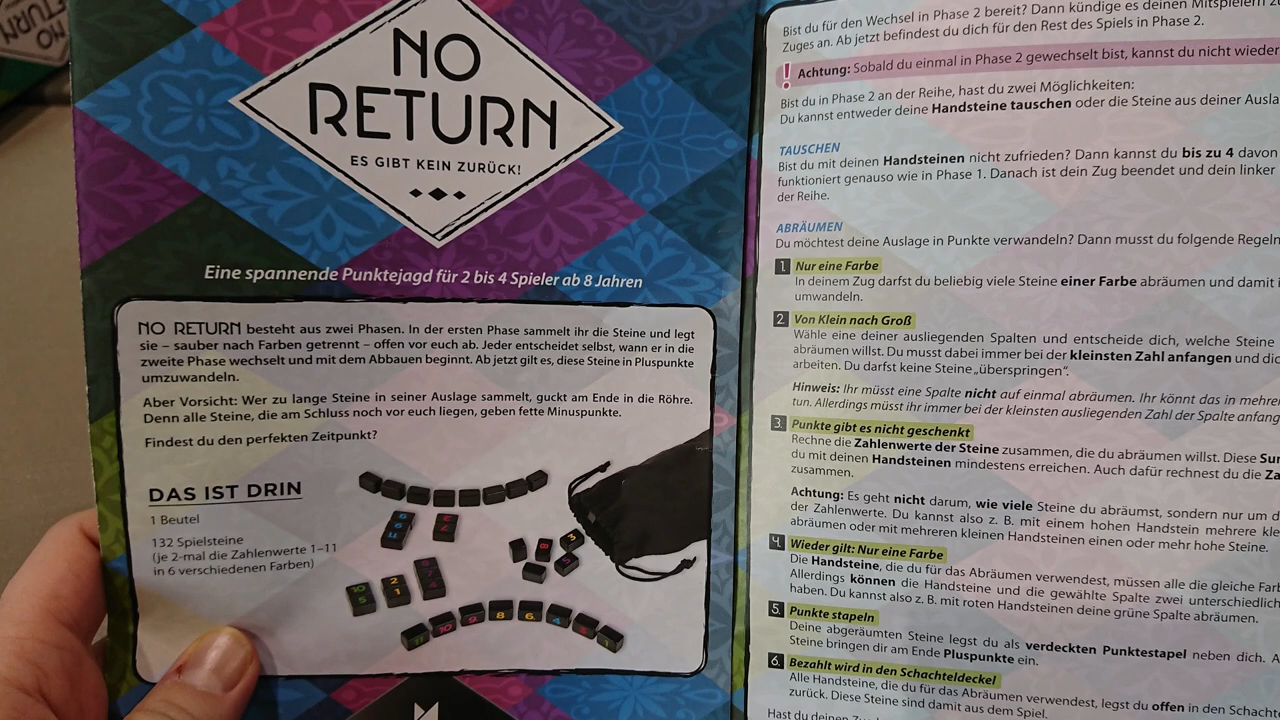 NO
RETURN
ES GIBT KEIN ZURÜCK!
Eine spannende Punktejagd für 2 bis 4 Spieler ab 8 Jahren
NO RETURN besteht aus zwei Phasen. In der ersten Phase sammelt ihr die Steine und legt
sie – sauber nach Farben getrennt – offen vor euch ab. Jeder entscheidet selbst, wann er in die
zweite Phase wechselt und mit dem Abbauen beginnt. Ab jetzt gilt es, diese Steine in Pluspunkte
umzuwandeln.
Aber Vorsicht: Wer zu lange Steine in seiner Auslage sammelt, guckt am Ende in die Röhre.
Denn alle Steine, die am Schluss noch vor euch liegen, geben fette Minuspunkte.
Findest du den perfekten Zeitpunkt?
DAS IST DRIN
1 Beutel
132 Spielsteine
(je 2-mal die Zahlenwerte 1–11
in 6 verschiedenen Farben)
Bist du für den Wechsel in Phase 2 bereit? Dann kündige es deinen Mitspielern
Zuges an. Ab jetzt befindest du dich für den Rest des Spiels in Phase 2.
! Achtung: Sobald du einmal in Phase 2 gewechselt bist, kannst du nicht wieder
Bist du in Phase 2 an der Reihe, hast du zwei Möglichkeiten:
Du kannst entweder deine Handsteine tauschen oder die Steine aus deiner Ausla
TAUSCHEN
Bist du mit deinen Handsteinen nicht zufrieden? Dann kannst du bis zu 4 davon
funktioniert genauso wie in Phase 1. Danach ist dein Zug beendet und dein linker
der Reihe.
ABRÄUMEN
Du möchtest deine Auslage in Punkte verwandeln? Dann musst du folgende Regeln
1. Nur eine Farbe
In deinem Zug darfst du beliebig viele Steine einer Farbe abräumen und damit i
umwandeln.
2. Von Klein nach Groß
Wähle eine deiner ausliegenden Spalten und entscheide dich, welche Steine
abräumen willst. Du musst dabei immer bei der kleinsten Zahl anfangen und dic
arbeiten. Du darfst keine Steine „überspringen“.
Hinweis: Ihr müsst eine Spalte nicht auf einmal abräumen. Ihr könnt das in mehre
tun. Allerdings müsst ihr immer bei der kleinsten ausliegenden Zahl der Spalte anfang
3. Punkte gibt es nicht geschenkt
Rechne die Zahlenwerte der Steine zusammen, die du abräumen willst. Diese Sum
du mit deinen Handsteinen mindestens erreichen. Auch dafür rechnest du die Za
zusammen.
Achtung: Es geht nicht darum, wie viele Steine du abräumst, sondern nur um d
der Zahlenwerte. Du kannst also z. B. mit einem hohen Handstein mehrere kle
abräumen oder mit mehreren kleinen Handsteinen einen oder mehr hohe Steine.
4. Wieder gilt: Nur eine Farbe
Die Handsteine, die du für das Abräumen verwendest, müssen alle die gleiche Farb
Allerdings können die Handsteine und die gewählte Spalte zwei unterschiedlich
haben. Du kannst also z. B. mit roten Handsteinen deine grüne Spalte abräumen.
5. Punkte stapeln
Deine abgeräumten Steine legst du als verdeckten Punktestapel neben dich. A
Steine bringen dir am Ende Pluspunkte ein.
6. Bezahlt wird in den Schachteldeckel
Alle Handsteine, die du für das Abräumen verwendest, legst du offen in den Schacht
zurück. Diese Steine sind damit aus dem Spiel.
Hast du deinen